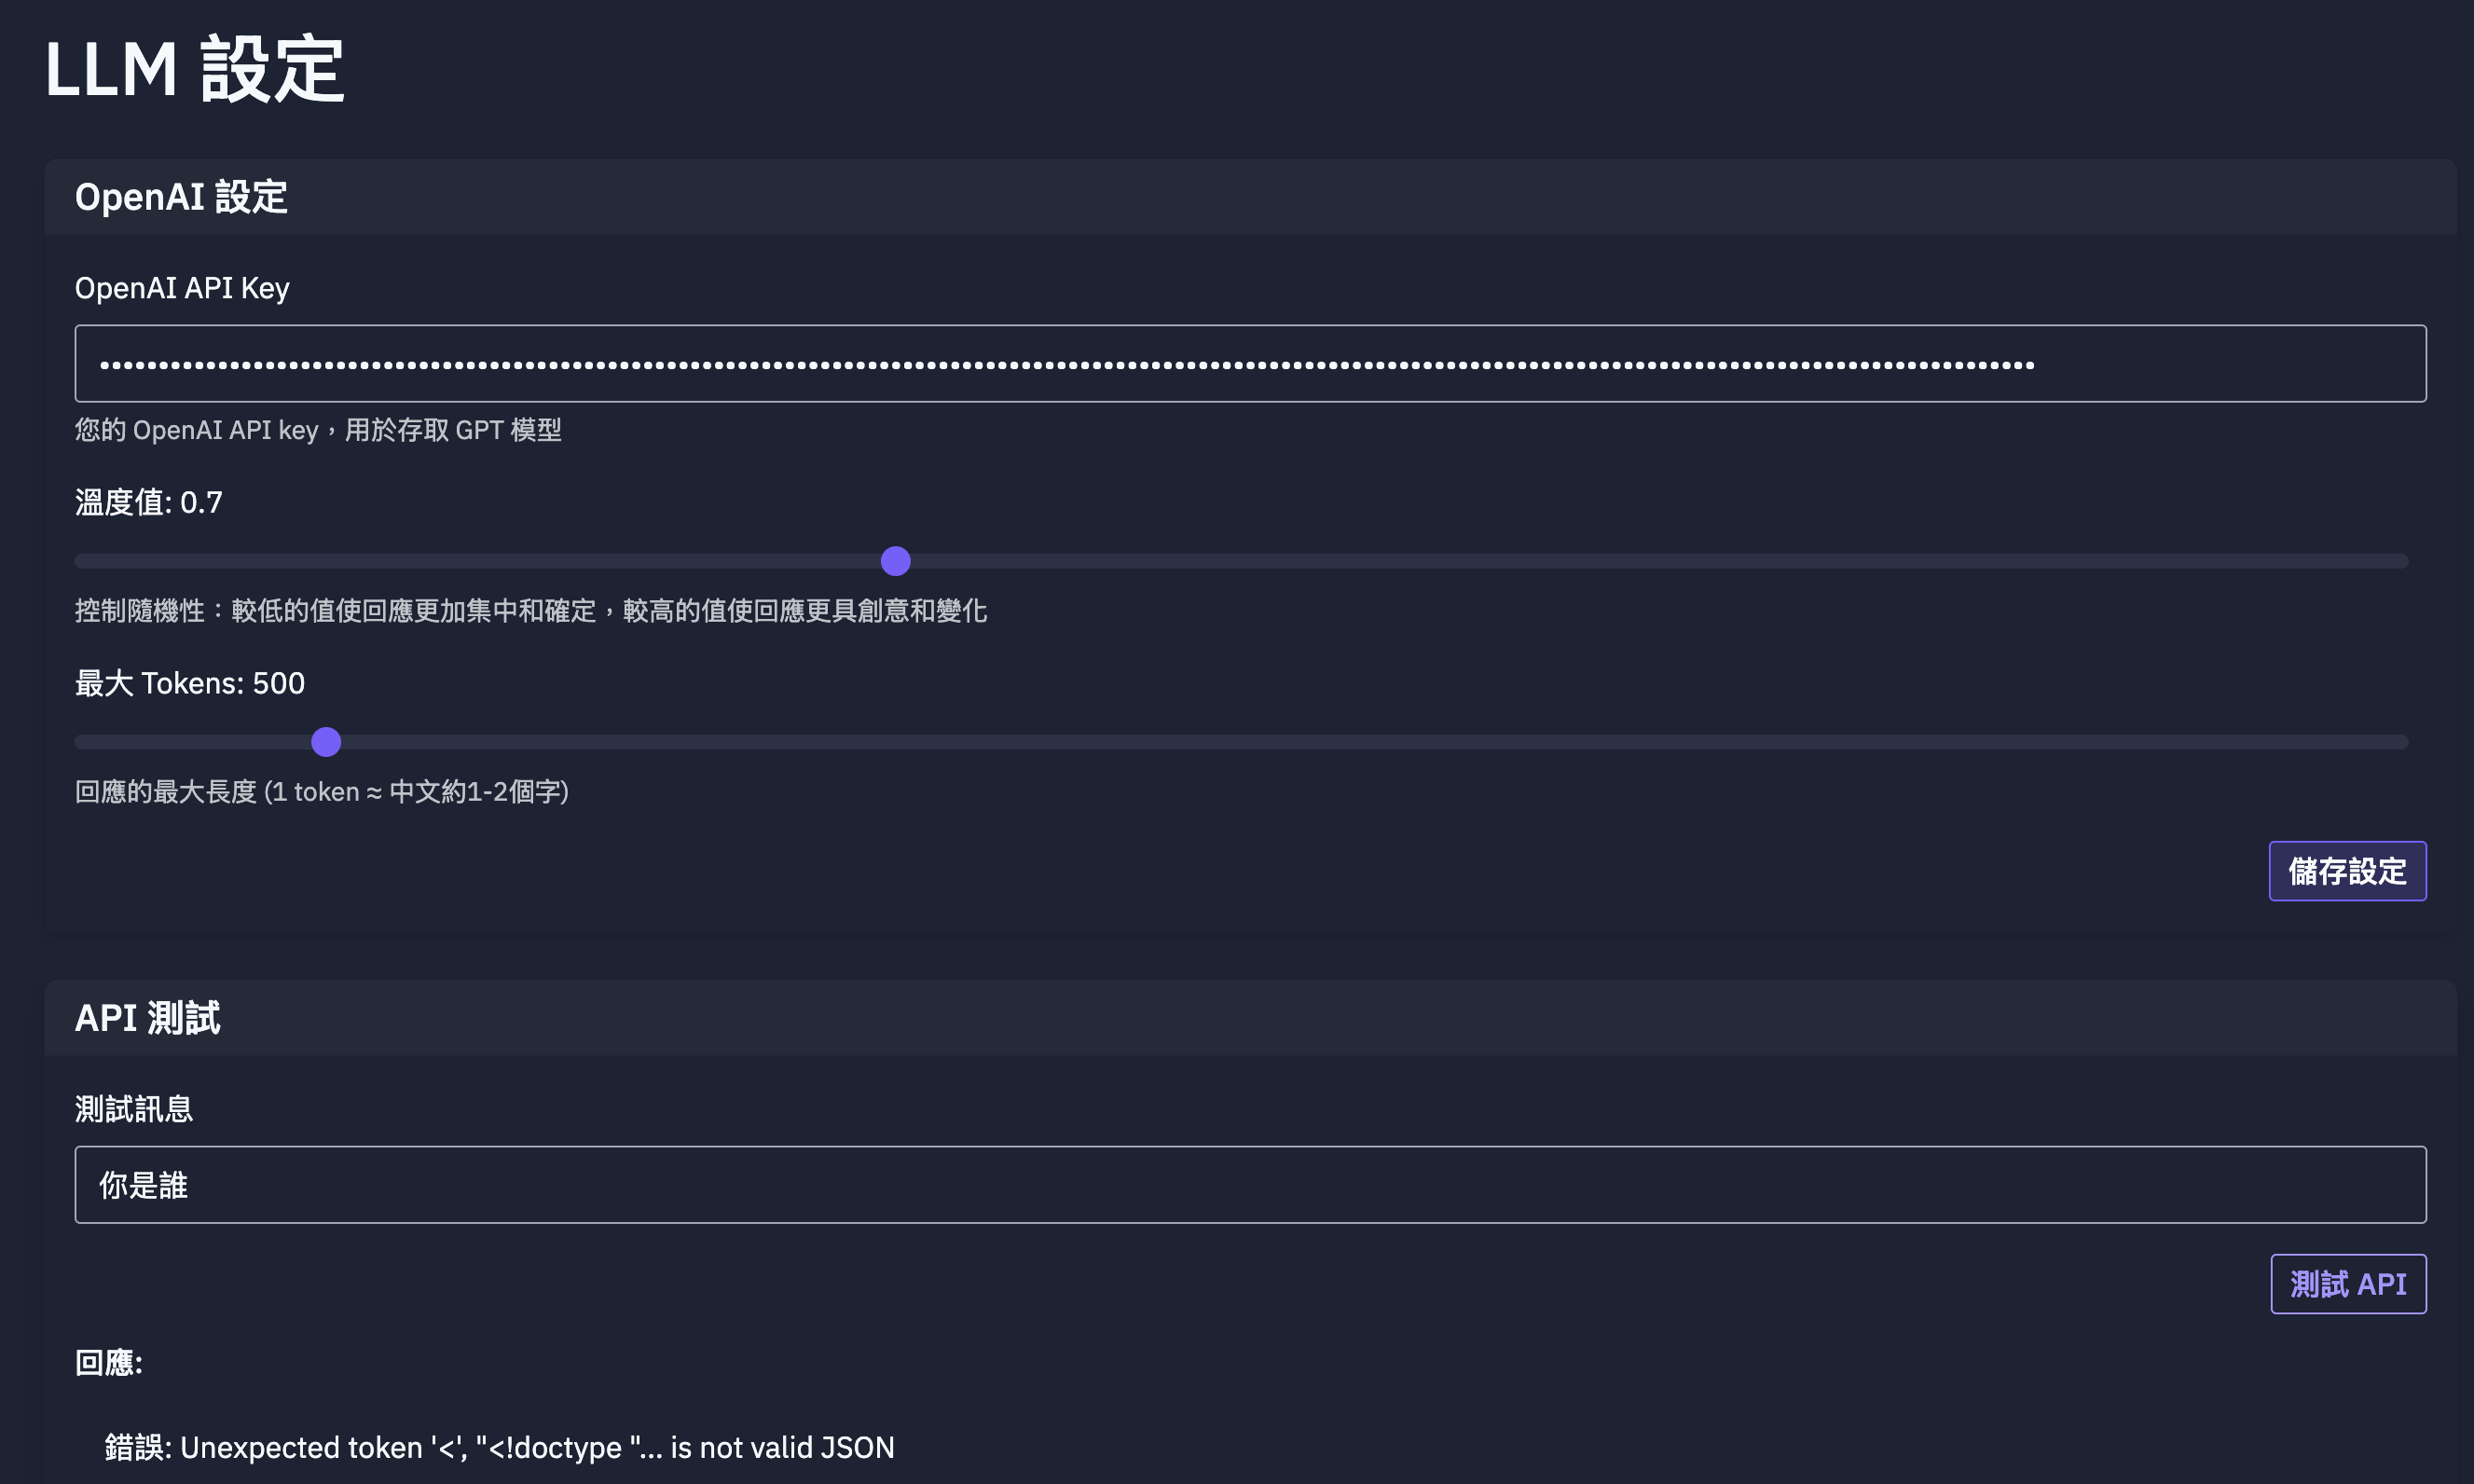 LLM 設定
OpenAI 設定
OpenAI API Key
您的 OpenAI API key，用於存取 GPT 模型
溫度值: 0.7
控制隨機性：較低的值使回應更加集中和確定，較高的值使回應更具創意和變化
最大 Tokens: 500
回應的最大長度 (1 token ≈ 中文約1-2個字)
儲存設定
API 測試
測試訊息
你是誰
測試 API
回應:
錯誤: Unexpected token '<', "<!doctype "... is not valid JSON